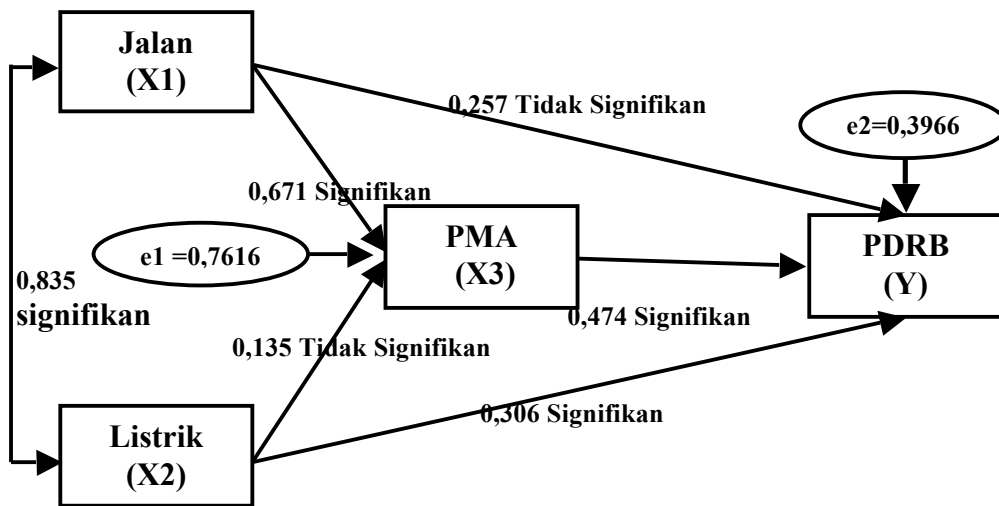 Jalan
(X1)
0,257 Tidak Signifikan
e2=0,3966
0,671 Signifikan
e1 =0,7616
PMA
(X3)
PDRB
(Y)
0,835
signifikan
0,474 Signifikan
0,135 Tidak Signifikan
0,306 Signifikan
Listrik
(X2)